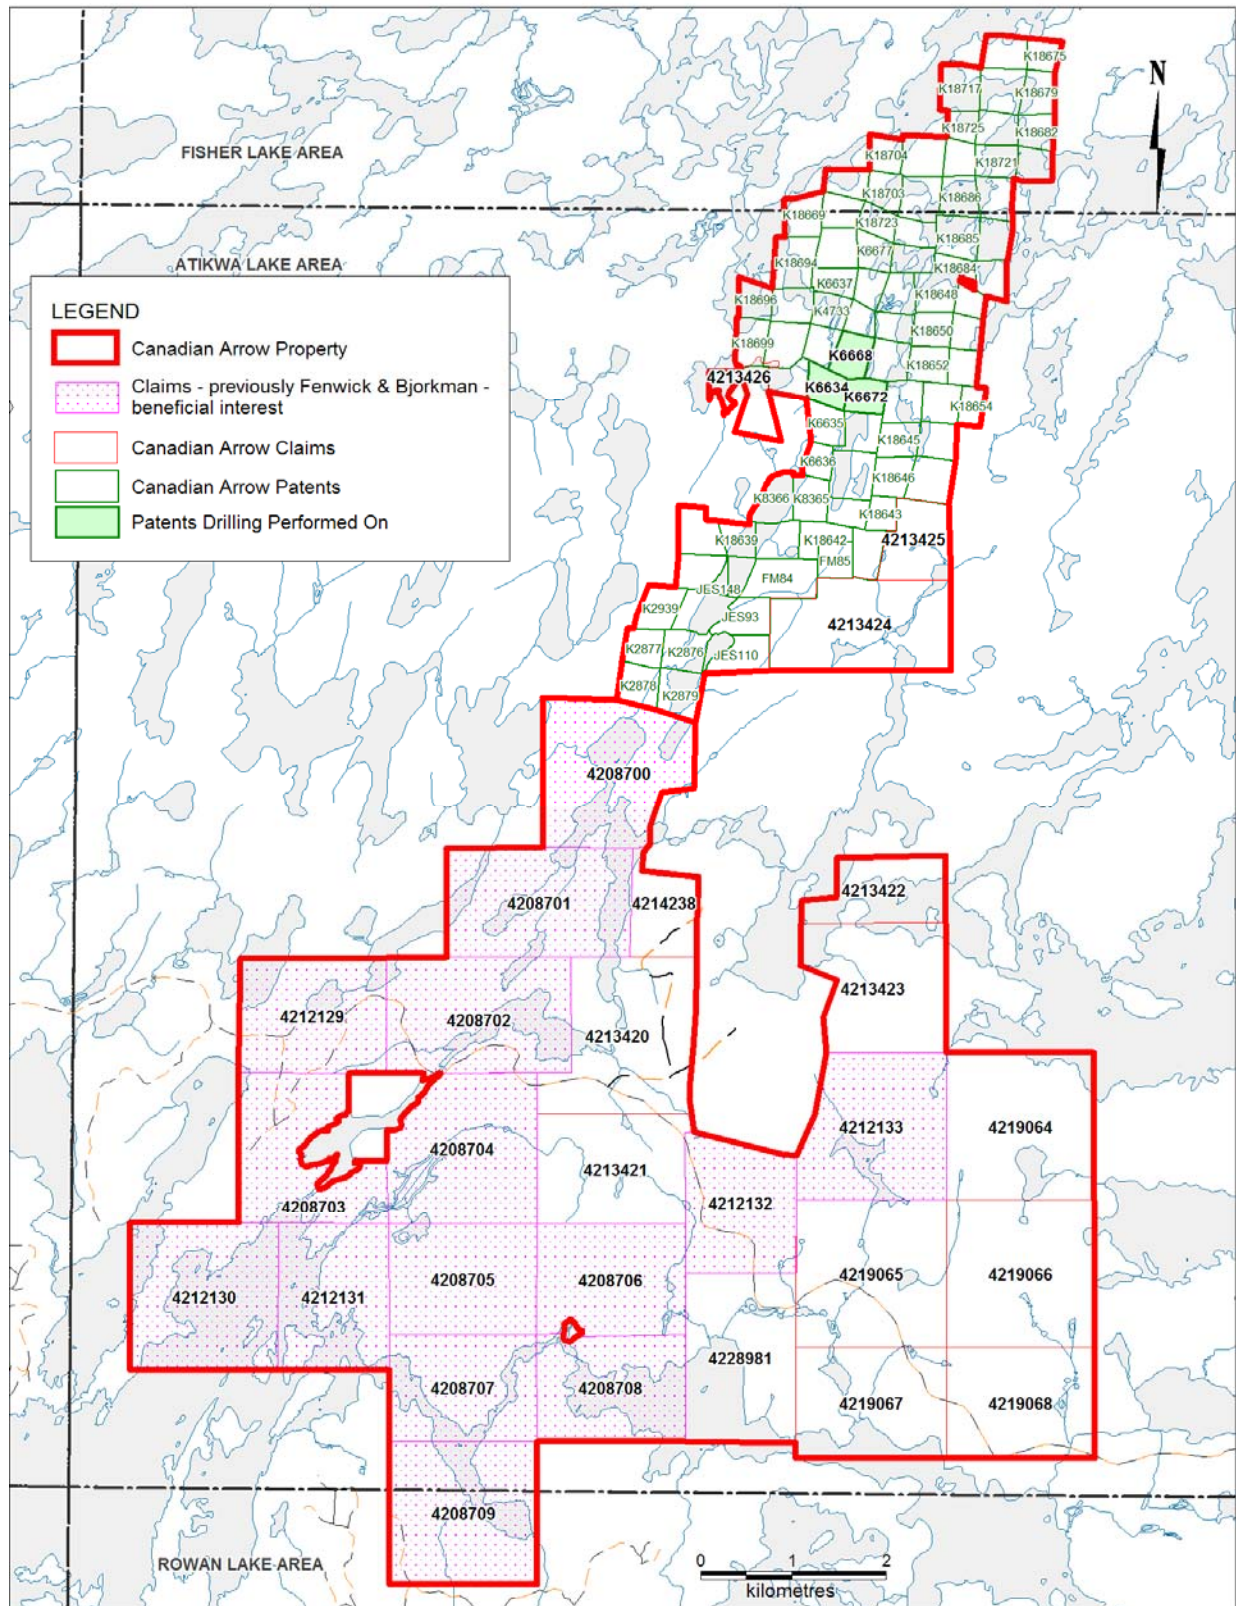 K18675
N
K18717
K18679
K18725
K18682
FISHER LAKE AREA
K18704
K18721
K18703
K18686
K18669
K18723
K18685
K6677
ATIKWA LAKE AREA
K18694
K18684
K6637
K18648
LEGEND
K18696
K4733
K18650
Canadian Arrow Property
K18699
K6668
K18652
Claims - previously Fenwick & Bjorkman -
beneficial interest
4213426
K6634
K6672
K18654
K6635
K18645
Canadian Arrow Claims
K6636
K18646
Canadian Arrow Patents
K8366
K8365
Patents Drilling Performed On
K18643
K18639
K18642
4213425
FM85
FM84
JES148
K2939
JES93
4213424
K2877
K2876
JES110
K2878
K2879
4208700
4213422
4208701
4214238
4213423
4212129
4208702
4213420
4212133
4219064
4208704
4213421
4208703
4212132
4212130
4212131
4208705
4208706
4219065
4219066
4228981
4208707
4208708
4219067
4219068
4208709
ROWAN LAKE AREA
0 1 2
kilometres